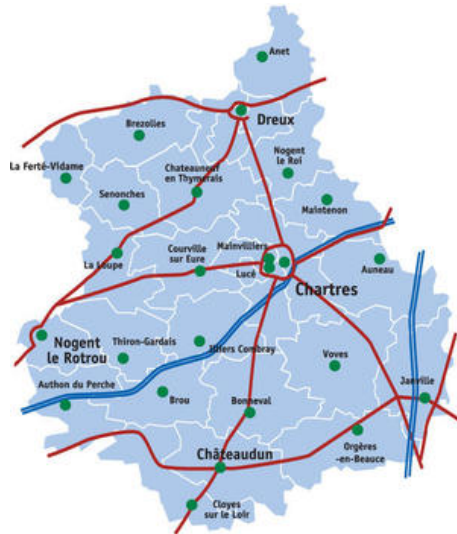 Anet
Dreux
Brezolles
Nogent
le Roi
La Ferté-Vidame
Chateauneuf
en Thymerais
Senonches
Maintenon
Mainvilliers
Courville
sur Eure
La Loupe
Lucé
Auneau
Chartres
Nogent
le Rotrou
Thiron-Gardais
Illiers Combray
Voves
Authon du Perche
Brou
Bonneval
Janville
Orgères
-en-Beauce
Châteaudun
Cloyes
sur le Loir